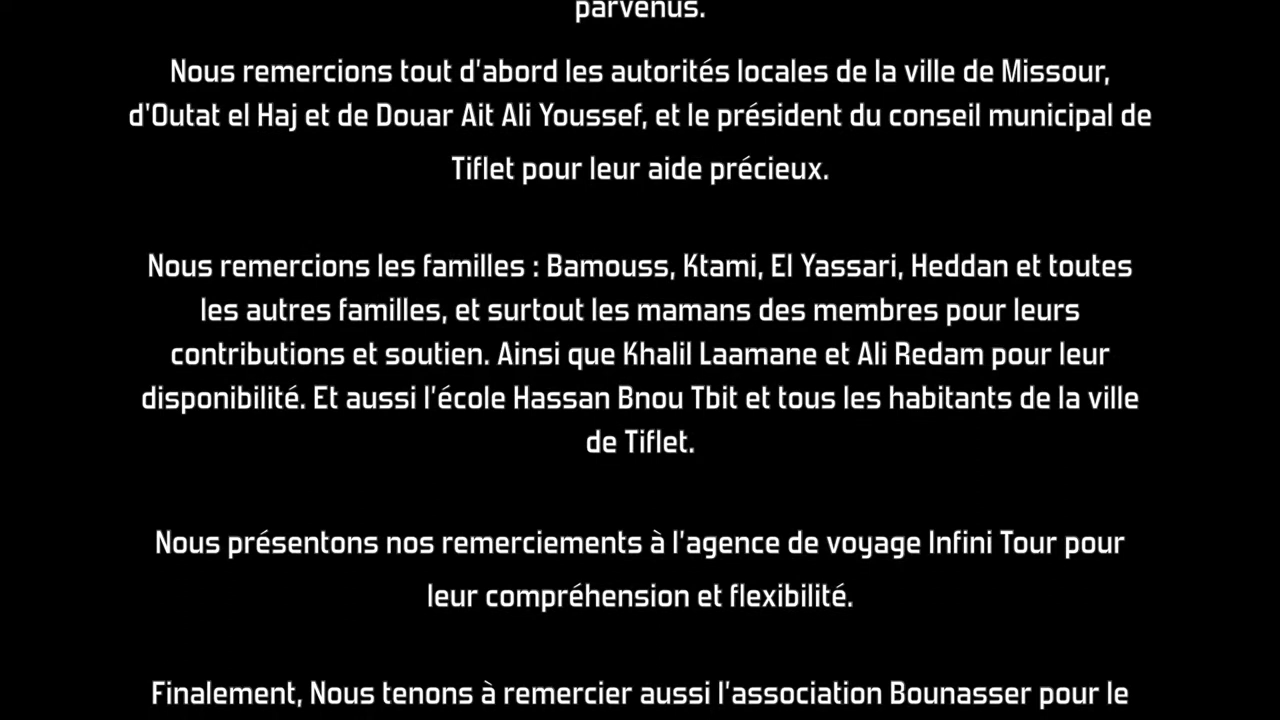 parvenus.
Nous remercions tout d'abord les autorités locales de la ville de Missour,
d'Outat el Haj et de Douar Ait Ali Youssef, et le président du conseil municipal de
Tiflet pour leur aide précieux.
Nous remercions les familles : Bamouss, Ktami, El Yassari, Heddan et toutes
les autres familles, et surtout les mamans des membres pour leurs
contributions et soutien. Ainsi que Khalil Laamane et Ali Redam pour leur
disponibilité. Et aussi l'école Hassan Bnou Tbit et tous les habitants de la ville
de Tiflet.
Nous présentons nos remerciements à l'agence de voyage Infini Tour pour
leur compréhension et flexibilité.
Finalement, Nous tenons à remercier aussi l'association Bounasser pour le